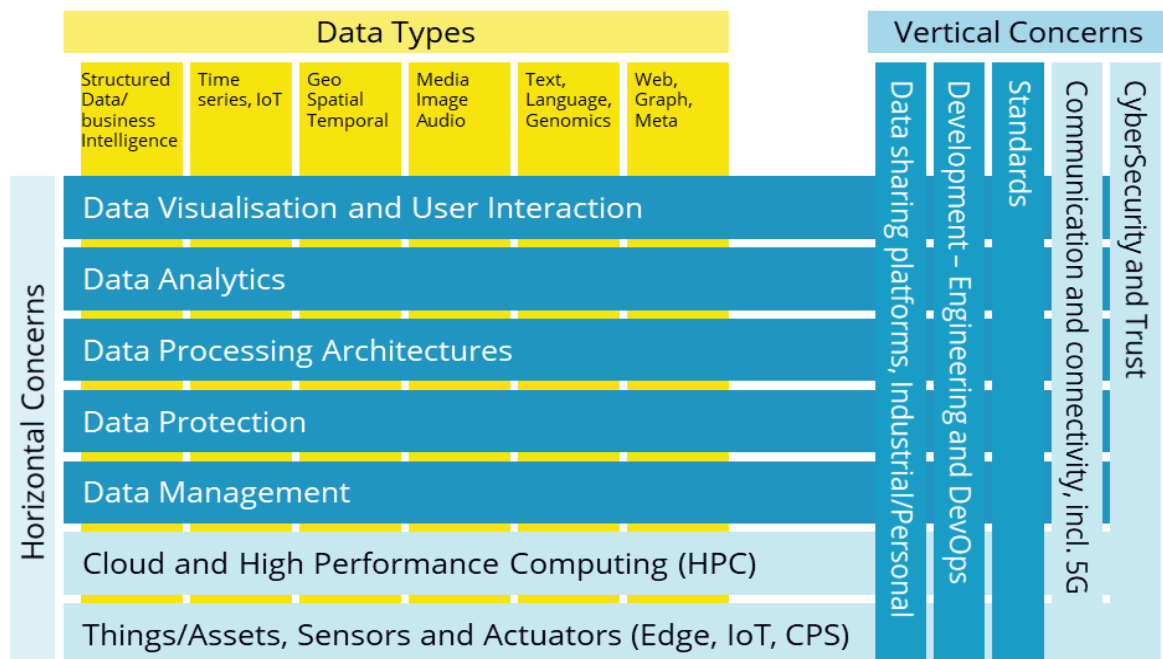 Data Types
Vertical Concerns
Structured
Data/
business
Intelligence
Time
series, IoT
Geo
Spatial
Temporal
Media
Image
Audio
Text,
Language,
Genomics
Web,
Graph,
Meta
Data sharing platforms, Industrial/Personal
Development – Engineering and DevOps
Standards
Communication and connectivity, incl. 5G
CyberSecurity and Trust
Horizontal Concerns
Data Visualisation and User Interaction
Data Analytics
Data Processing Architectures
Data Protection
Data Management
Cloud and High Performance Computing (HPC)
Things/Assets, Sensors and Actuators (Edge, IoT, CPS)